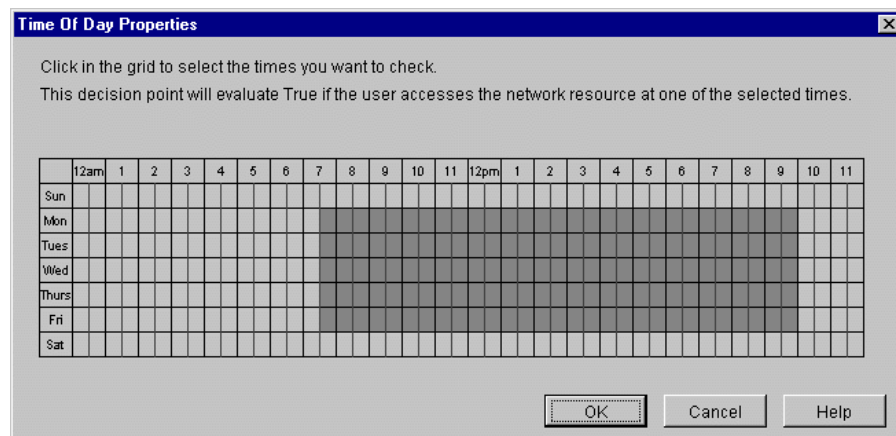 Time Of Day Properties
Click in the grid to select the times you want to check.
This decision point will evaluate True if the user accesses the network resource at one of the selected times.
12am 1 2 3 4 5 6 7 8 9 10 11 12pm 1 2 3 4 5 6 7 8 9 10 11
Sun
Mon
Tues
Wed
Thurs
Fri
Sat
OK Cancel Help